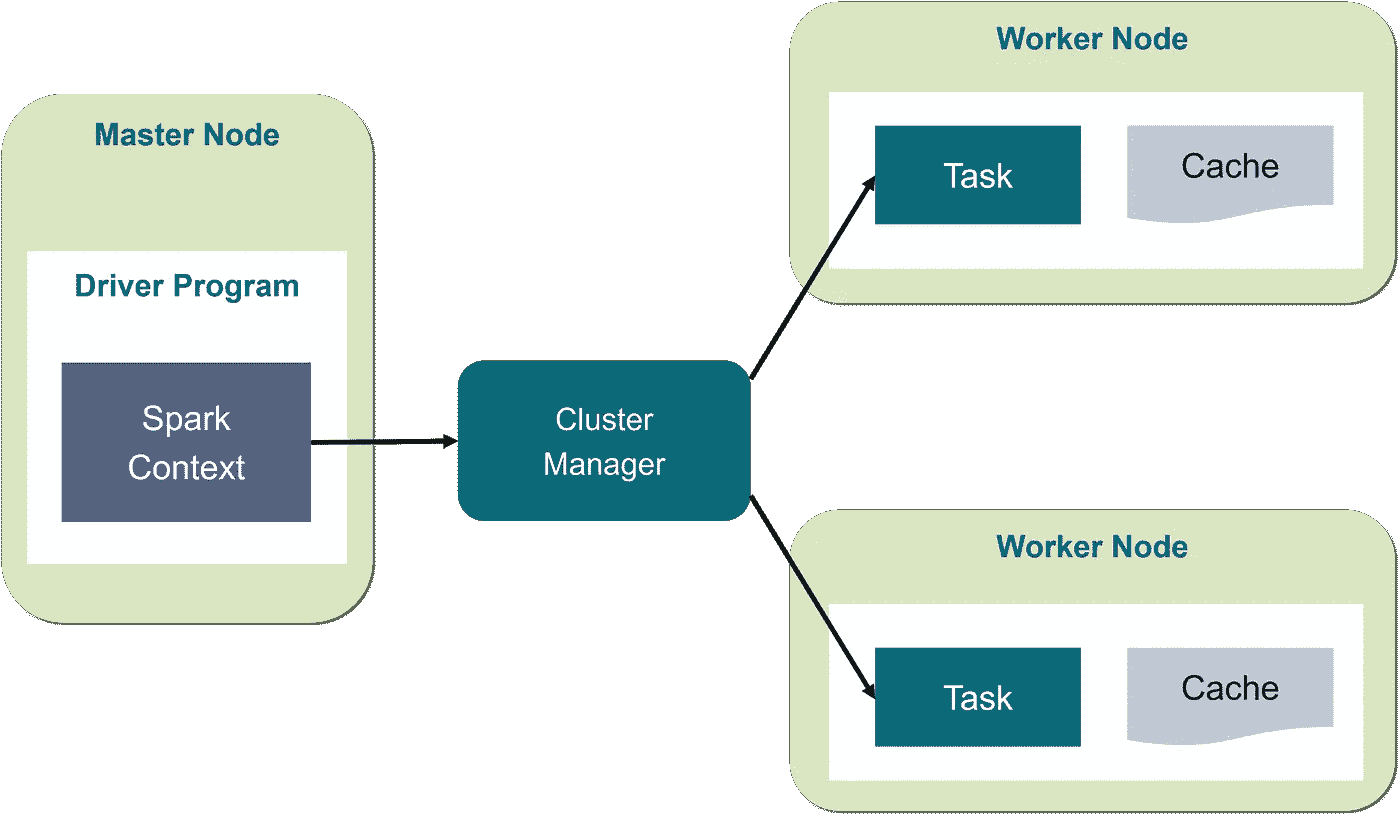 Master Node
Driver Program
Spark
Context
Cluster
Manager
Worker Node
Task
Cache
Worker Node
Task
Cache